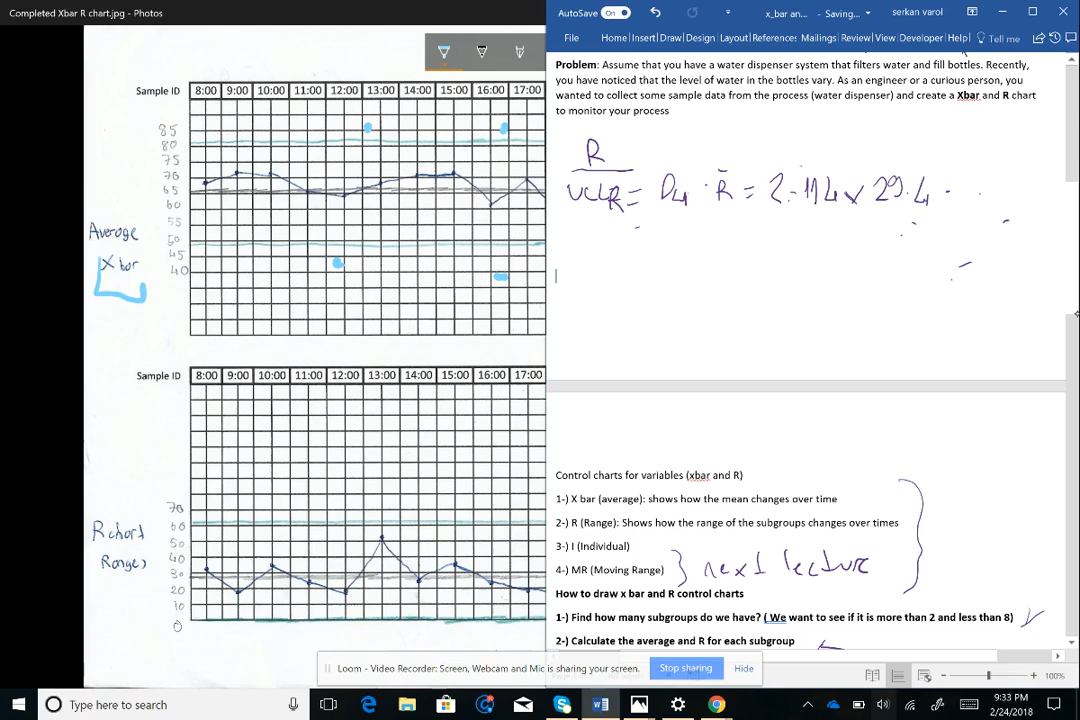 Completed Xbar R chart.jpg - Photos
AutoSave On x_bar an... - Saving... serkan varol
File Home Insert Draw Design Layout References Mailings Review View Developer Help Tell me
Sample ID 8:00 9:00 10:00 11:00 12:00 13:00 14:00 15:00 16:00 17:00
85
80
75
70
65
60
55
50
45
40
Average
X bar
Sample ID 8:00 9:00 10:00 11:00 12:00 13:00 14:00 15:00 16:00 17:00
70
60
50
40
30
20
10
0
R chart
Ranges
Problem: Assume that you have a water dispenser system that filters water and fill bottles. Recently,
you have noticed that the level of water in the bottles vary. As an engineer or a curious person, you
wanted to collect some sample data from the process (water dispenser) and create a Xbar and R chart
to monitor your process
R
UCLR = D4 · R̄ = 2.114 x 29.4
Control charts for variables (xbar and R)
1-) X bar (average): shows how the mean changes over time
2-) R (Range): Shows how the range of the subgroups changes over times
3-) I (Individual)
4-) MR (Moving Range) next lecture
How to draw x bar and R control charts
1-) Find how many subgroups do we have? ( We want to see if it is more than 2 and less than 8)
2-) Calculate the average and R for each subgroup
Loom - Video Recorder: Screen, Webcam and Mic is sharing your screen. Stop sharing Hide
100%
Type here to search
9:33 PM
2/24/2018